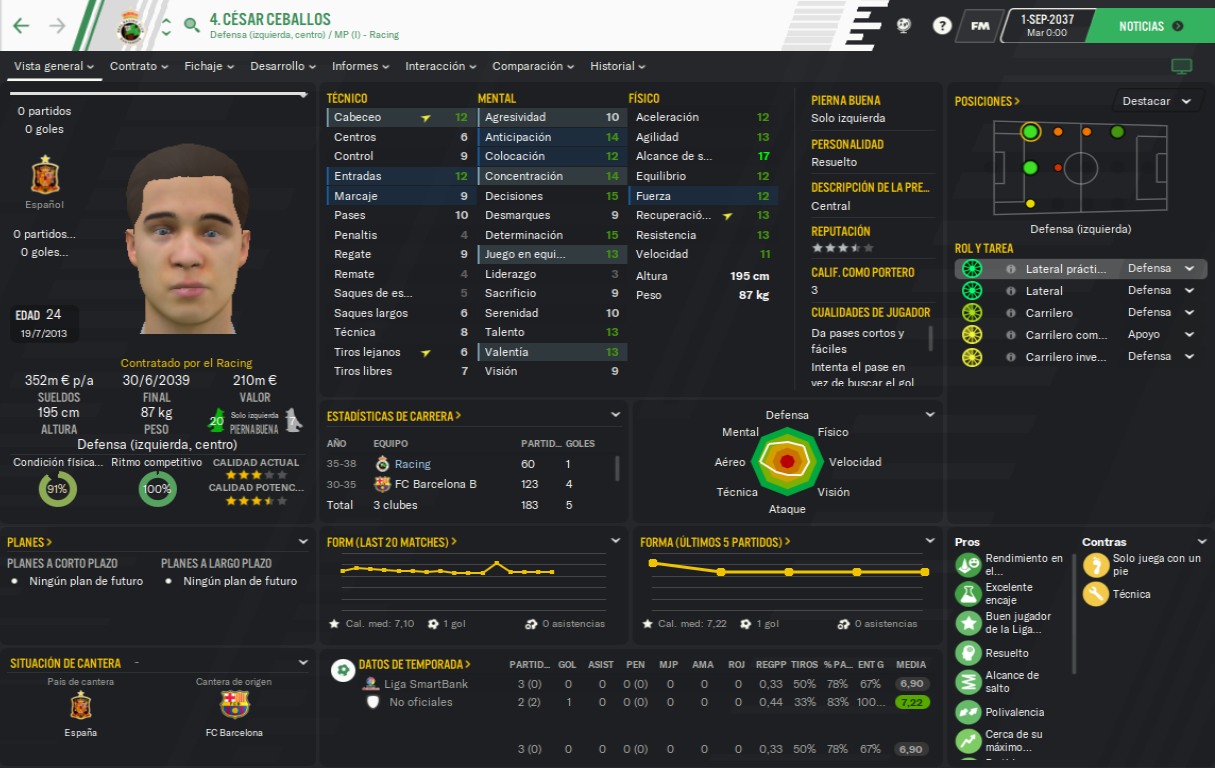 4. CÉSAR CEBALLOS
Defensa (izquierda, centro) / MP (I) - Racing
FM
1-SEP-2037
Mar 0:00
NOTICIAS
Vista general
Contrato
Fichaje
Desarrollo
Informes
Interacción
Comparación
Historial
0 partidos
0 goles
Español
0 partidos...
0 goles...
EDAD 24
19/7/2013
Contratado por el Racing
352m € p/a 30/6/2039 210m €
SUELDOS FINAL VALOR
195 cm 87 kg 20 Solo izquierda 7
ALTURA PESO PIERNA BUENA
Defensa (izquierda, centro)
Condición física... Ritmo competitivo CALIDAD ACTUAL
91% 100%
CALIDAD POTENC...
TÉCNICO
Cabeceo 12
Centros 6
Control 9
Entradas 12
Marcaje 9
Pases 10
Penaltis 4
Regate 9
Remate 4
Saques de es... 5
Saques largos 6
Técnica 8
Tiros lejanos 6
Tiros libres 7
MENTAL
Agresividad 10
Anticipación 14
Colocación 12
Concentración 14
Decisiones 15
Desmarques 9
Determinación 15
Juego en equi... 13
Liderazgo 3
Sacrificio 9
Serenidad 10
Talento 13
Valentía 13
Visión 9
FÍSICO
Aceleración 12
Agilidad 13
Alcance de s... 17
Equilibrio 12
Fuerza 12
Recuperació... 13
Resistencia 13
Velocidad 11
Altura 195 cm
Peso 87 kg
PIERNA BUENA
Solo izquierda
PERSONALIDAD
Resuelto
DESCRIPCIÓN DE LA PRE...
Central
REPUTACIÓN
CALIF. COMO PORTERO
3
CUALIDADES DE JUGADOR
Da pases cortos y
fáciles
Intenta el pase en
vez de buscar el gol
POSICIONES >
Destacar
Defensa (izquierda)
ROL Y TAREA
Lateral prácti... Defensa
Lateral Defensa
Carrilero Defensa
Carrilero com... Apoyo
Carrilero inve... Defensa
ESTADÍSTICAS DE CARRERA >
AÑO EQUIPO PARTID... GOLES
35-38 Racing 60 1
30-35 FC Barcelona B 123 4
Total 3 clubes 183 5
Defensa
Mental Físico
Aéreo Velocidad
Técnica Visión
Ataque
PLANES >
PLANES A CORTO PLAZO PLANES A LARGO PLAZO
Ningún plan de futuro Ningún plan de futuro
FORM (LAST 20 MATCHES) >
Cal. med: 7,10 1 gol 0 asistencias
FORMA (ÚLTIMOS 5 PARTIDOS) >
Cal. med: 7,22 1 gol 0 asistencias
Pros
Rendimiento en
el...
Excelente
encaje
Buen jugador
de la Liga...
Resuelto
Alcance de
salto
Polivalencia
Cerca de su
máximo...
Contras
Solo juega con un
pie
Técnica
SITUACIÓN DE CANTERA -
País de cantera Cantera de origen
España FC Barcelona
DATOS DE TEMPORADA > PARTID... GOL ASIST PEN MJP AMA ROJ REGPP TIROS % PA... ENT G MEDIA
Liga SmartBank 3 (0) 0 0 0 (0) 0 0 0 0,33 50% 78% 67% 6,90
No oficiales 2 (2) 1 0 0 (0) 0 0 0 0,44 33% 83% 100... 7,22
3 (0) 0 0 0 (0) 0 0 0 0,33 50% 78% 67% 6,90